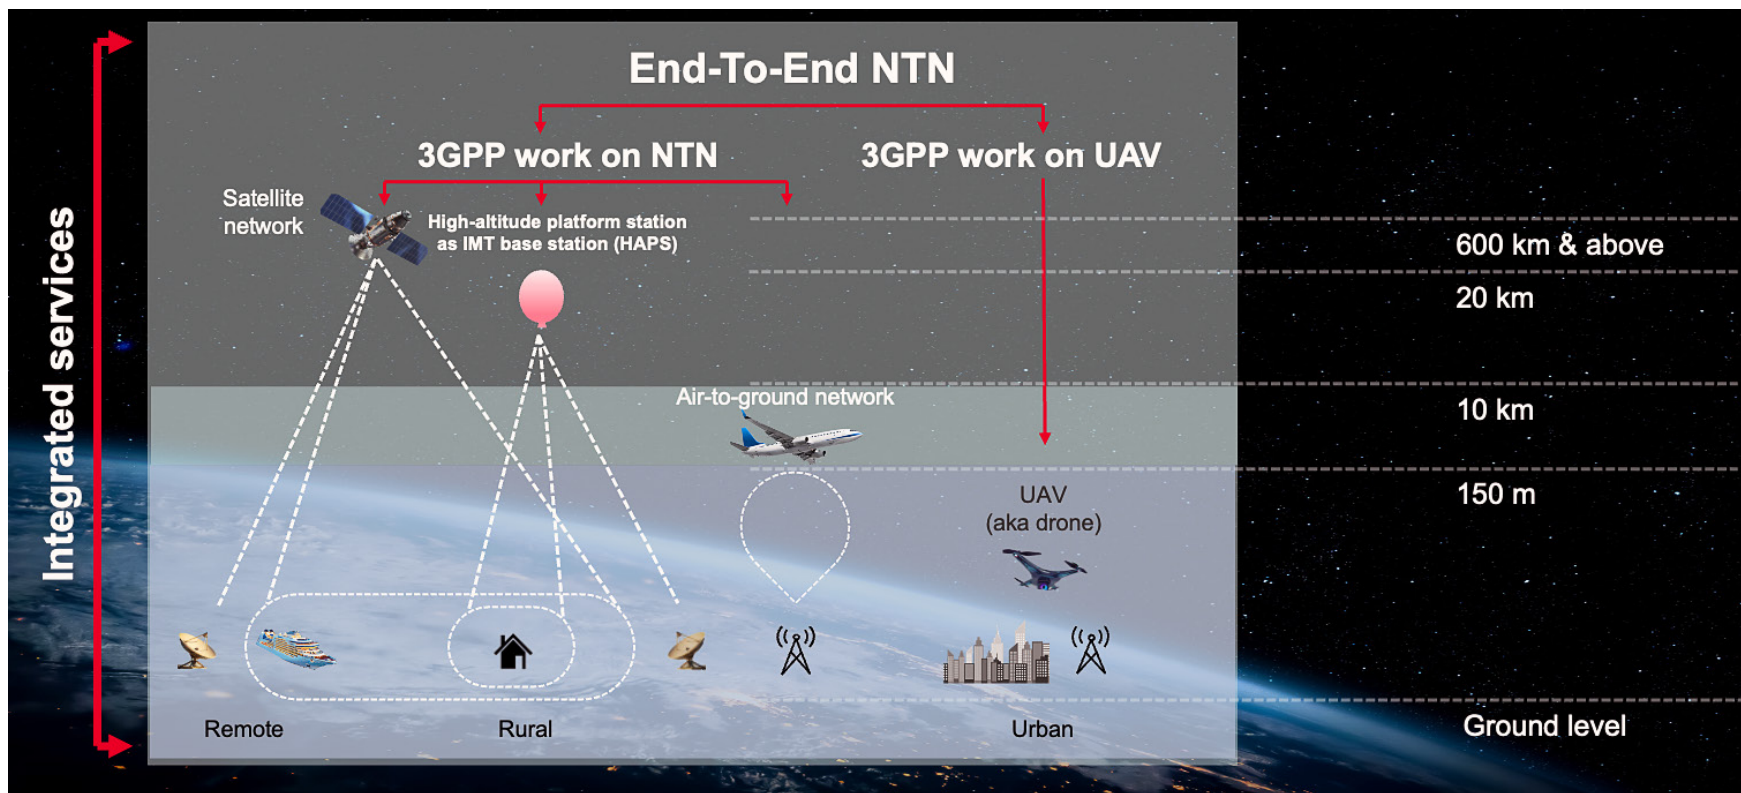 End-To-End NTN
3GPP work on NTN
3GPP work on UAV
Satellite
network
High-altitude platform station
as IMT base station (HAPS)
600 km & above
20 km
Integrated services
Air-to-ground network
10 km
150 m
UAV
(aka drone)
Remote
Rural
Urban
Ground level